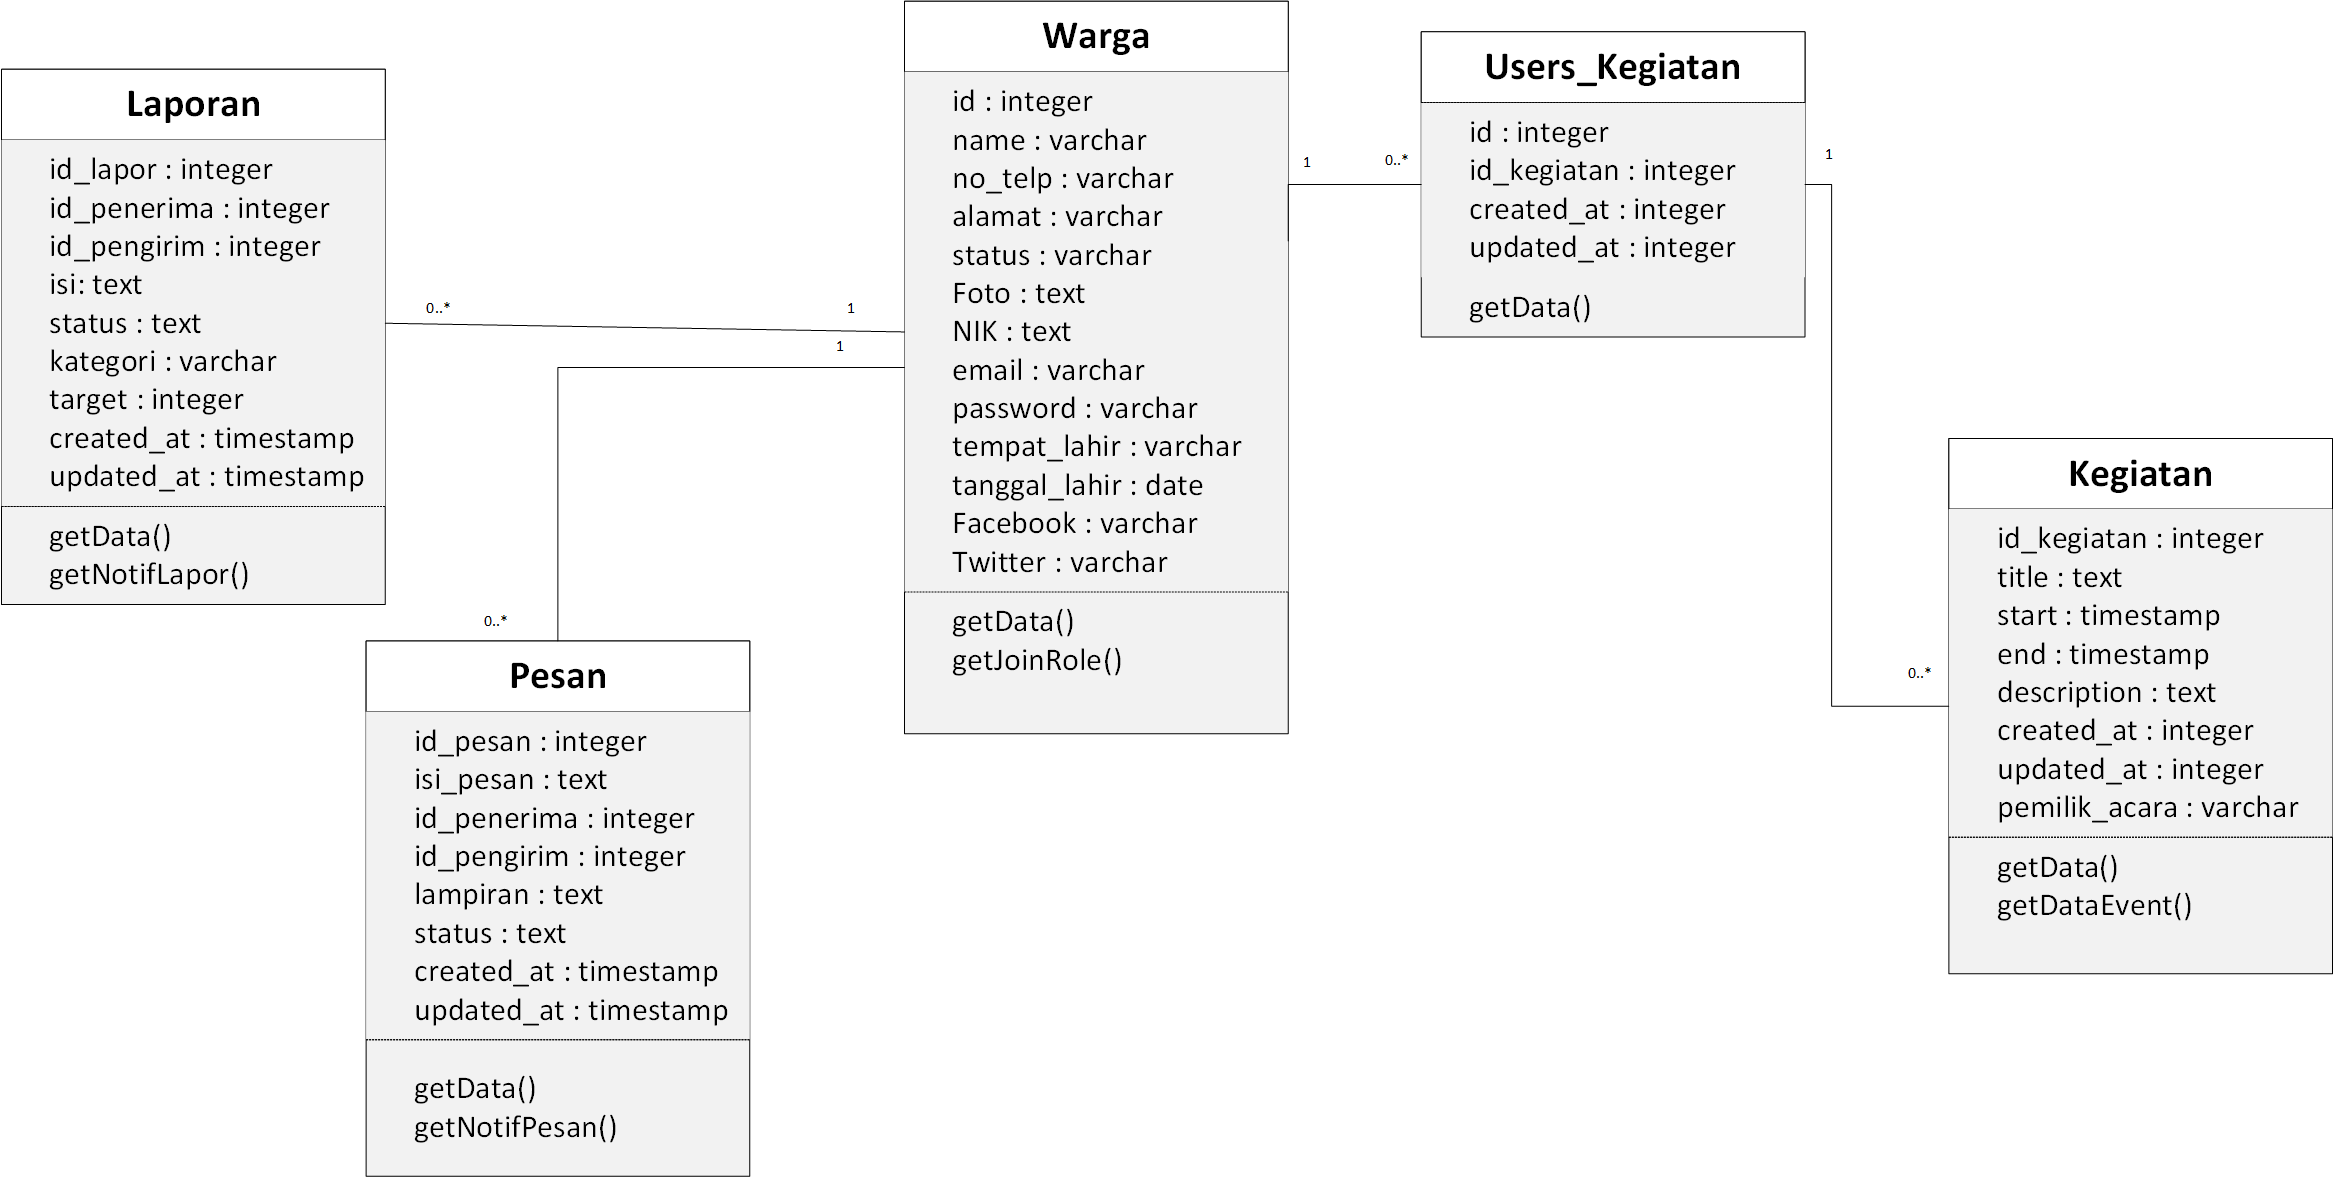 Laporan
id_lapor : integer
id_penerima : integer
id_pengirim : integer
isi: text
status : text
kategori : varchar
target : integer
created_at : timestamp
updated_at : timestamp
getData()
getNotifLapor()
0..*
1
1
0..*
Pesan
id_pesan : integer
isi_pesan : text
id_penerima : integer
id_pengirim : integer
lampiran : text
status : text
created_at : timestamp
updated_at : timestamp
getData()
getNotifPesan()
Warga
id : integer
name : varchar
no_telp : varchar
alamat : varchar
status : varchar
Foto : text
NIK : text
email : varchar
password : varchar
tempat_lahir : varchar
tanggal_lahir : date
Facebook : varchar
Twitter : varchar
getData()
getJoinRole()
1
0..*
Users_Kegiatan
id : integer
id_kegiatan : integer
created_at : integer
updated_at : integer
getData()
1
0..*
Kegiatan
id_kegiatan : integer
title : text
start : timestamp
end : timestamp
description : text
created_at : integer
updated_at : integer
pemilik_acara : varchar
getData()
getDataEvent()